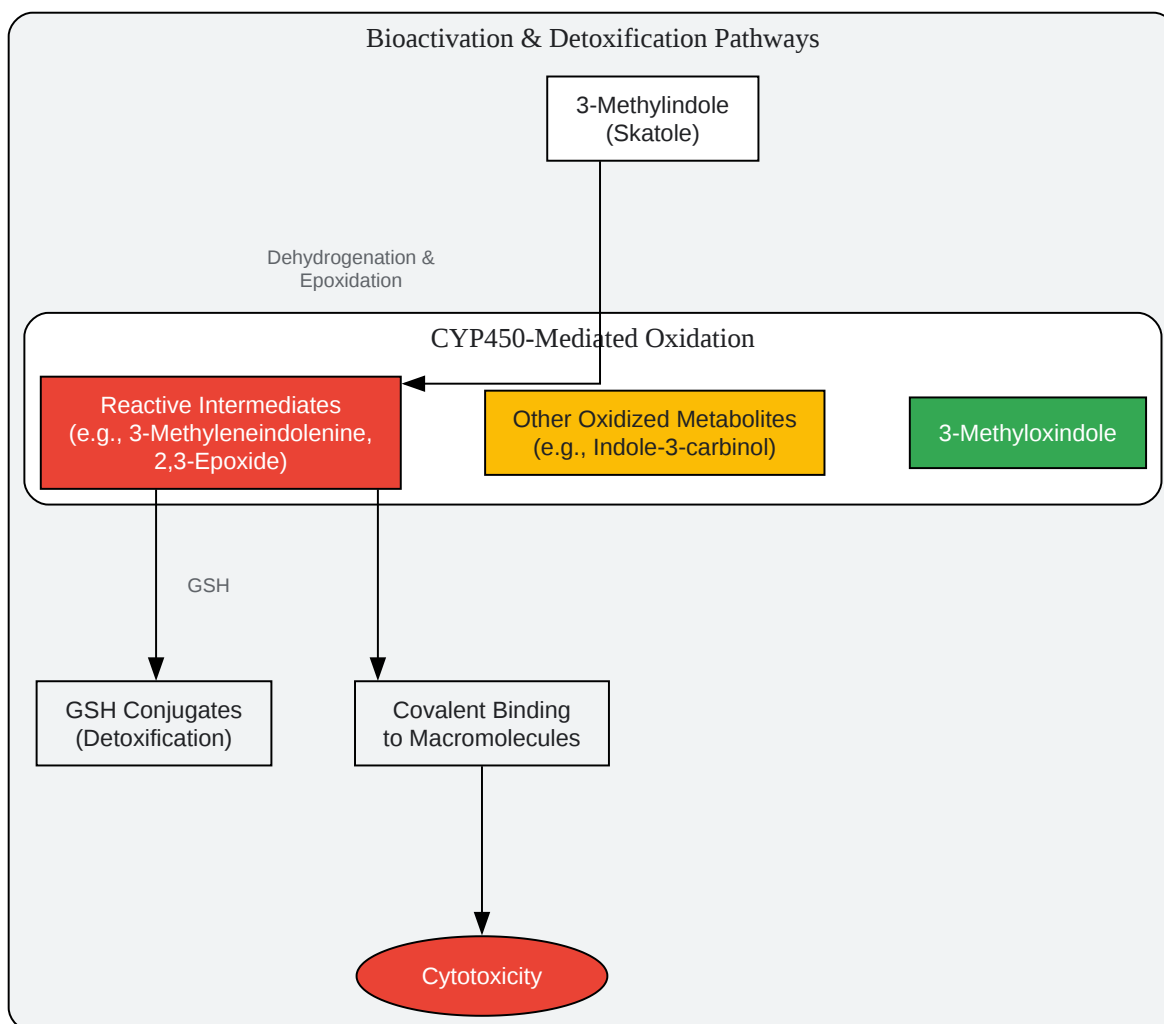 Bioactivation & Detoxification Pathways
3-Methylindole
(Skatole)
Dehydrogenation &
Epoxidation
CYP450-Mediated Oxidation
Reactive Intermediates
(e.g., 3-Methyleneindolenine,
2,3-Epoxide)
Other Oxidized Metabolites
(e.g., Indole-3-carbinol)
3-Methyloxindole
GSH
GSH Conjugates
(Detoxification)
Covalent Binding
to Macromolecules
Cytotoxicity